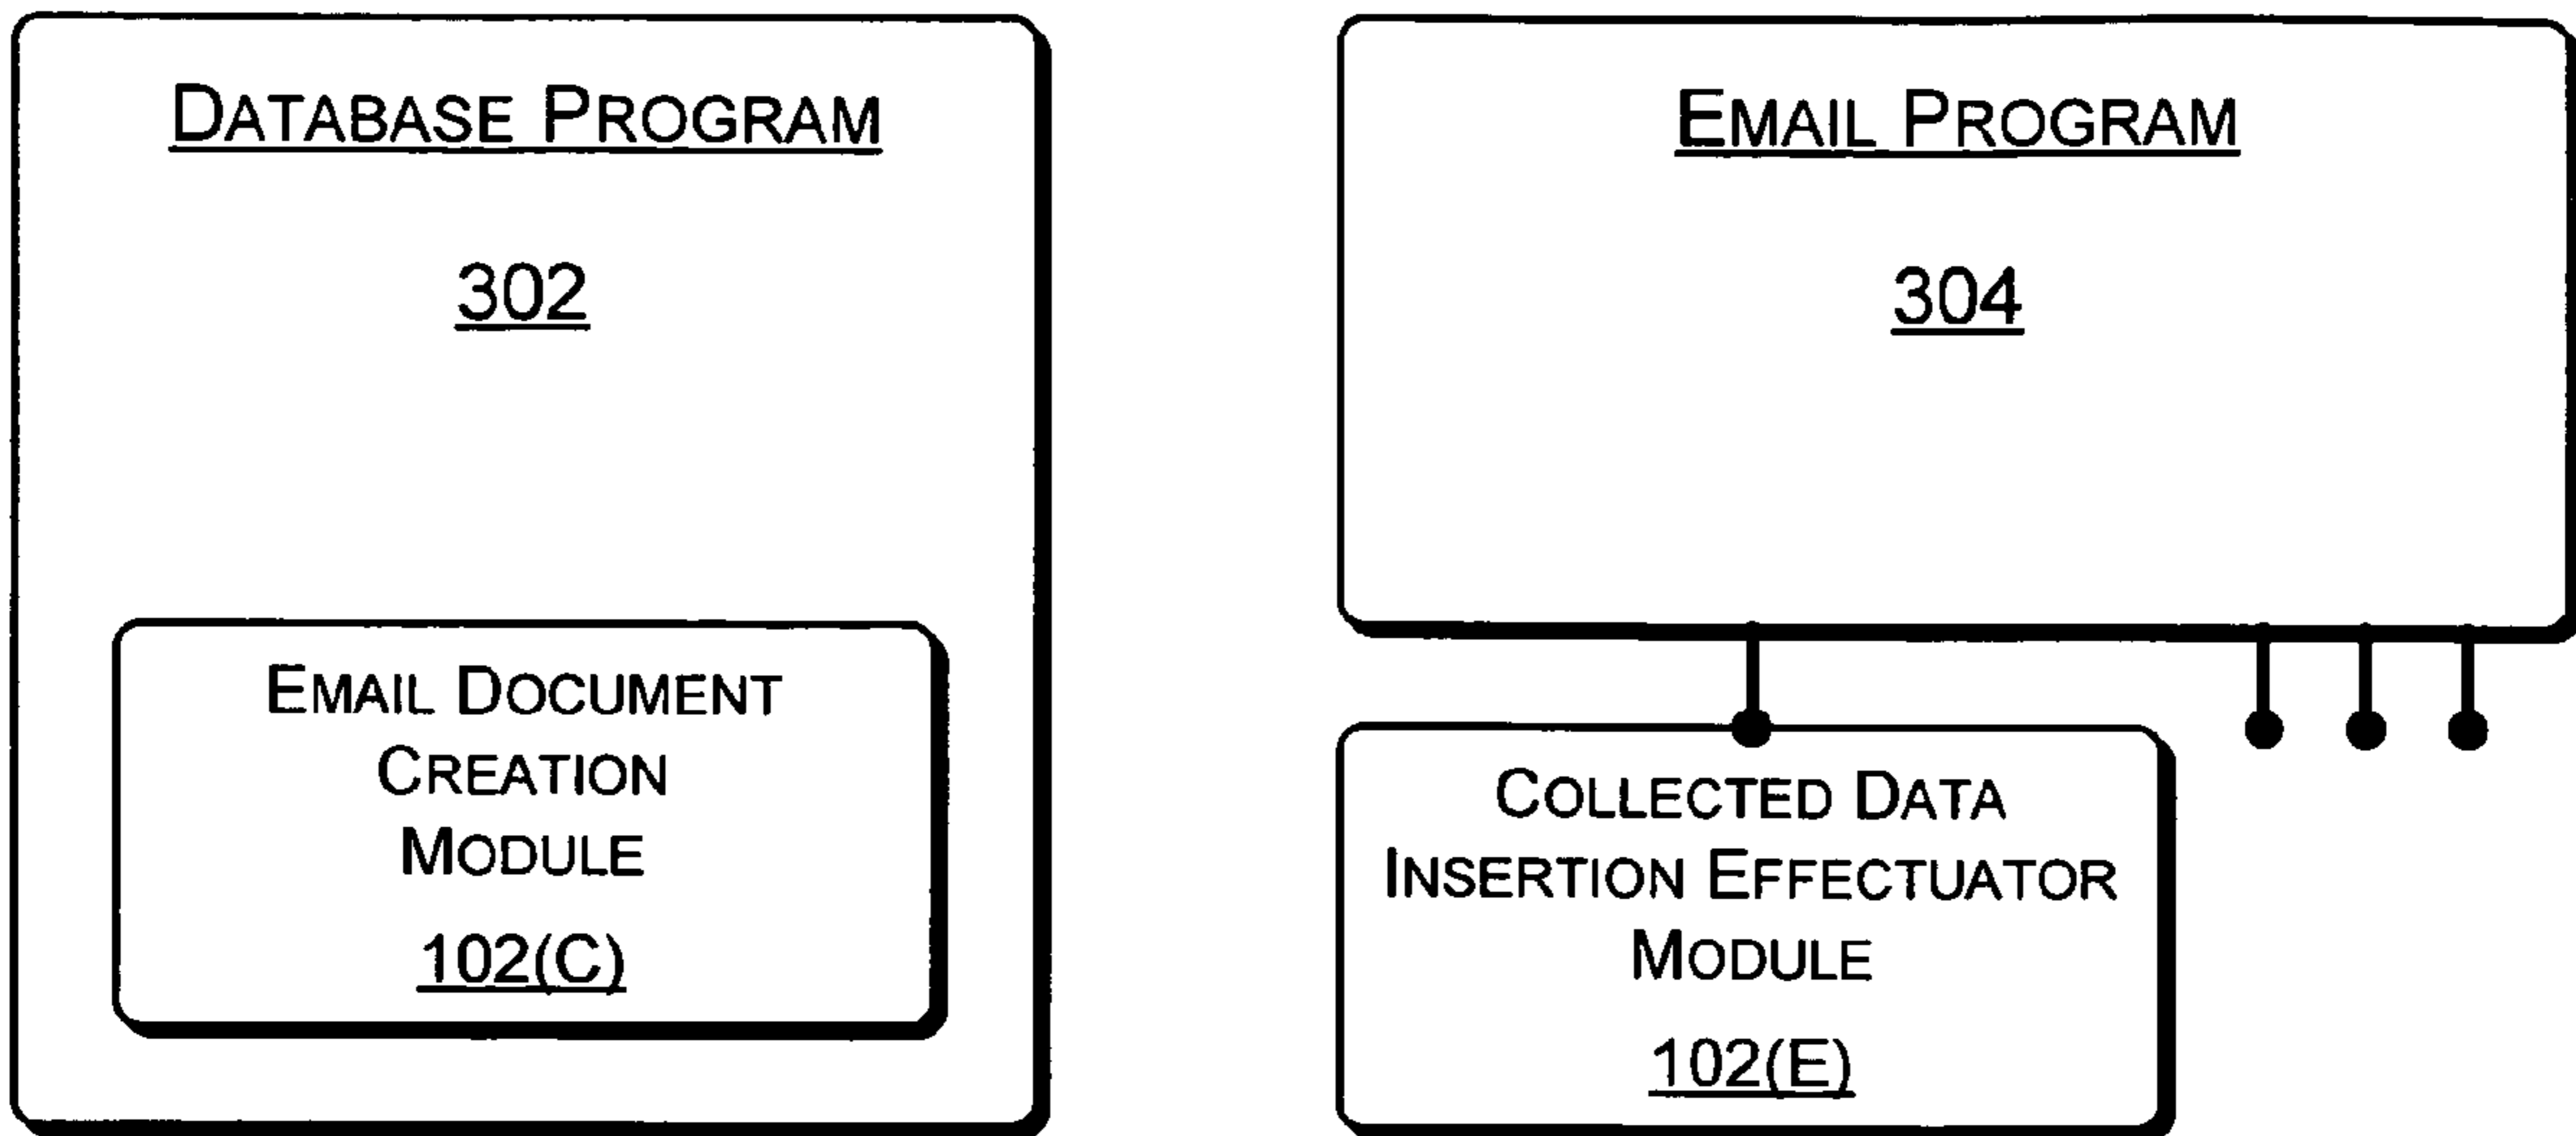 DATABASE PROGRAM
302
EMAIL DOCUMENT
CREATION
MODULE
102(C)
EMAIL PROGRAM
304
COLLECTED DATA
INSERTION EFFECTUATOR
MODULE
102(E)